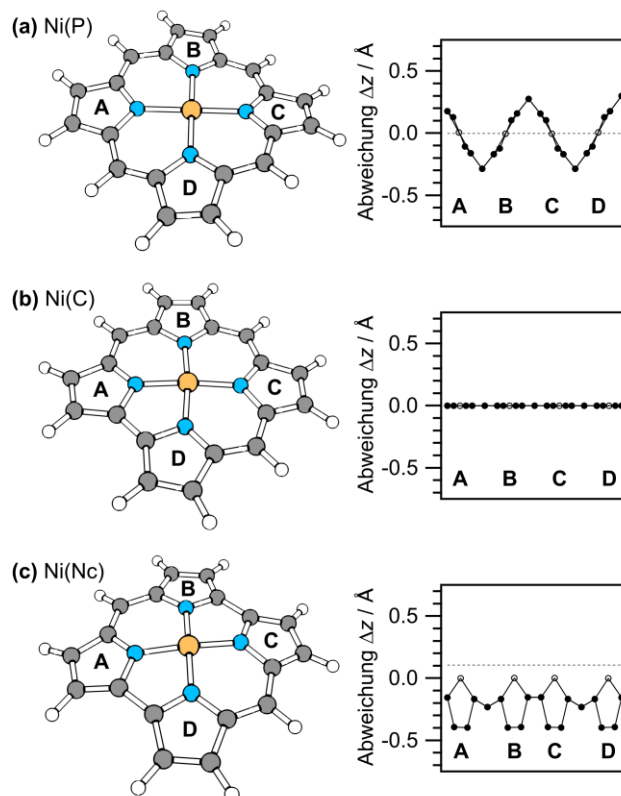 (a) Ni(P)
A
B
C
D
Abweichung Δz / Å
0.5
0.0
-0.5
A B C D
(b) Ni(C)
A
B
C
D
Abweichung Δz / Å
0.5
0.0
-0.5
A B C D
(c) Ni(Nc)
A
B
C
D
Abweichung Δz / Å
0.5
0.0
-0.5
A B C D